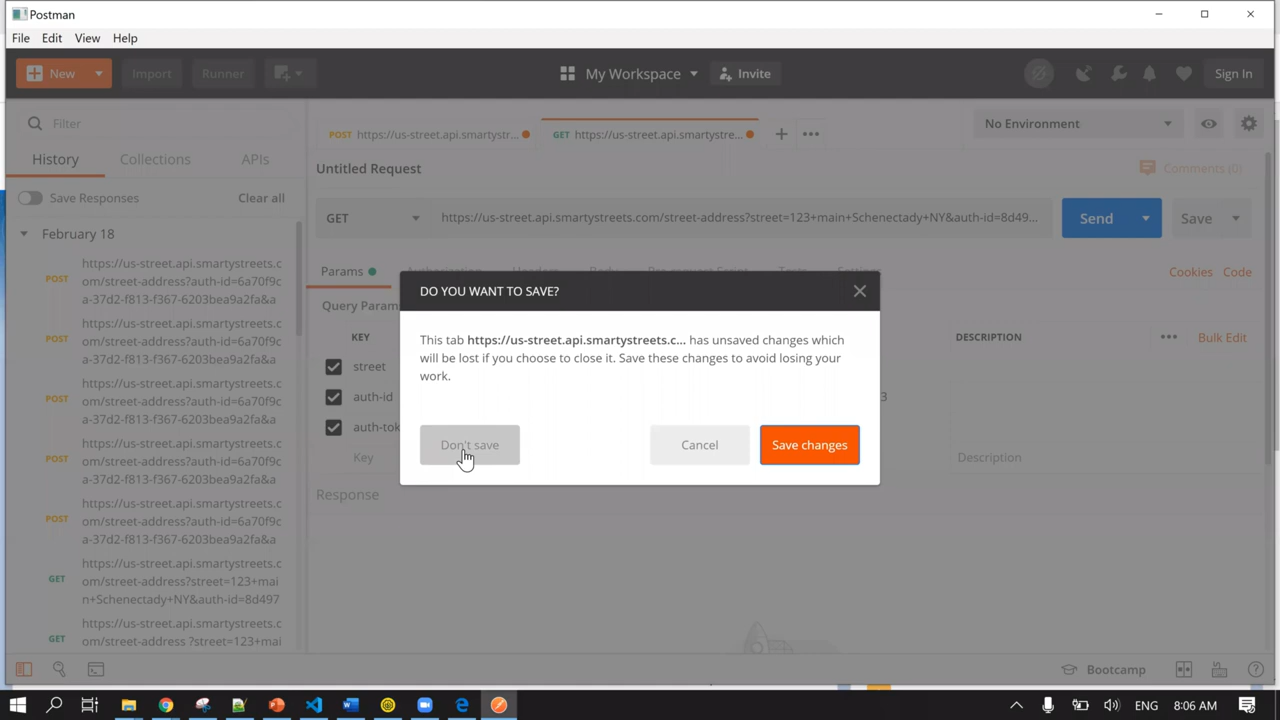 Postman
File Edit View Help
New Import Runner My Workspace Invite Sign In
Filter
History Collections APIs
Save Responses Clear all
February 18
POST https://us-street.api.smartystreets.c
om/street-address?auth-id=6a70f9c
a-37d2-f813-f367-6203bea9a2fa&a
POST https://us-street.api.smartystreets.c
om/street-address?auth-id=6a70f9c
a-37d2-f813-f367-6203bea9a2fa&a
POST https://us-street.api.smartystreets.c
om/street-address?auth-id=6a70f9c
a-37d2-f813-f367-6203bea9a2fa&a
POST https://us-street.api.smartystreets.c
om/street-address?auth-id=6a70f9c
a-37d2-f813-f367-6203bea9a2fa&a
POST https://us-street.api.smartystreets.c
om/street-address?auth-id=6a70f9c
a-37d2-f813-f367-6203bea9a2fa&a
GET https://us-street.api.smartystreets.c
om/street-address?street=123+mai
n+Schenectady+NY&auth-id=8d497
GET https://us-street.api.smartystreets.c
om/street-address ?street=123+mai
POST https://us-street.api.smartystr... GET https://us-street.api.smartystre... No Environment
Untitled Request Comments (0)
GET https://us-street.api.smartystreets.com/street-address?street=123+main+Schenectady+NY&auth-id=8d49... Send Save
Params Cookies Code
Query Param
KEY DESCRIPTION Bulk Edit
street
auth-id 3
auth-tok
Key Description
Response
DO YOU WANT TO SAVE?
This tab https://us-street.api.smartystreets.c... has unsaved changes which
will be lost if you choose to close it. Save these changes to avoid losing your
work.
Don't save Cancel Save changes
Bootcamp
ENG 8:06 AM